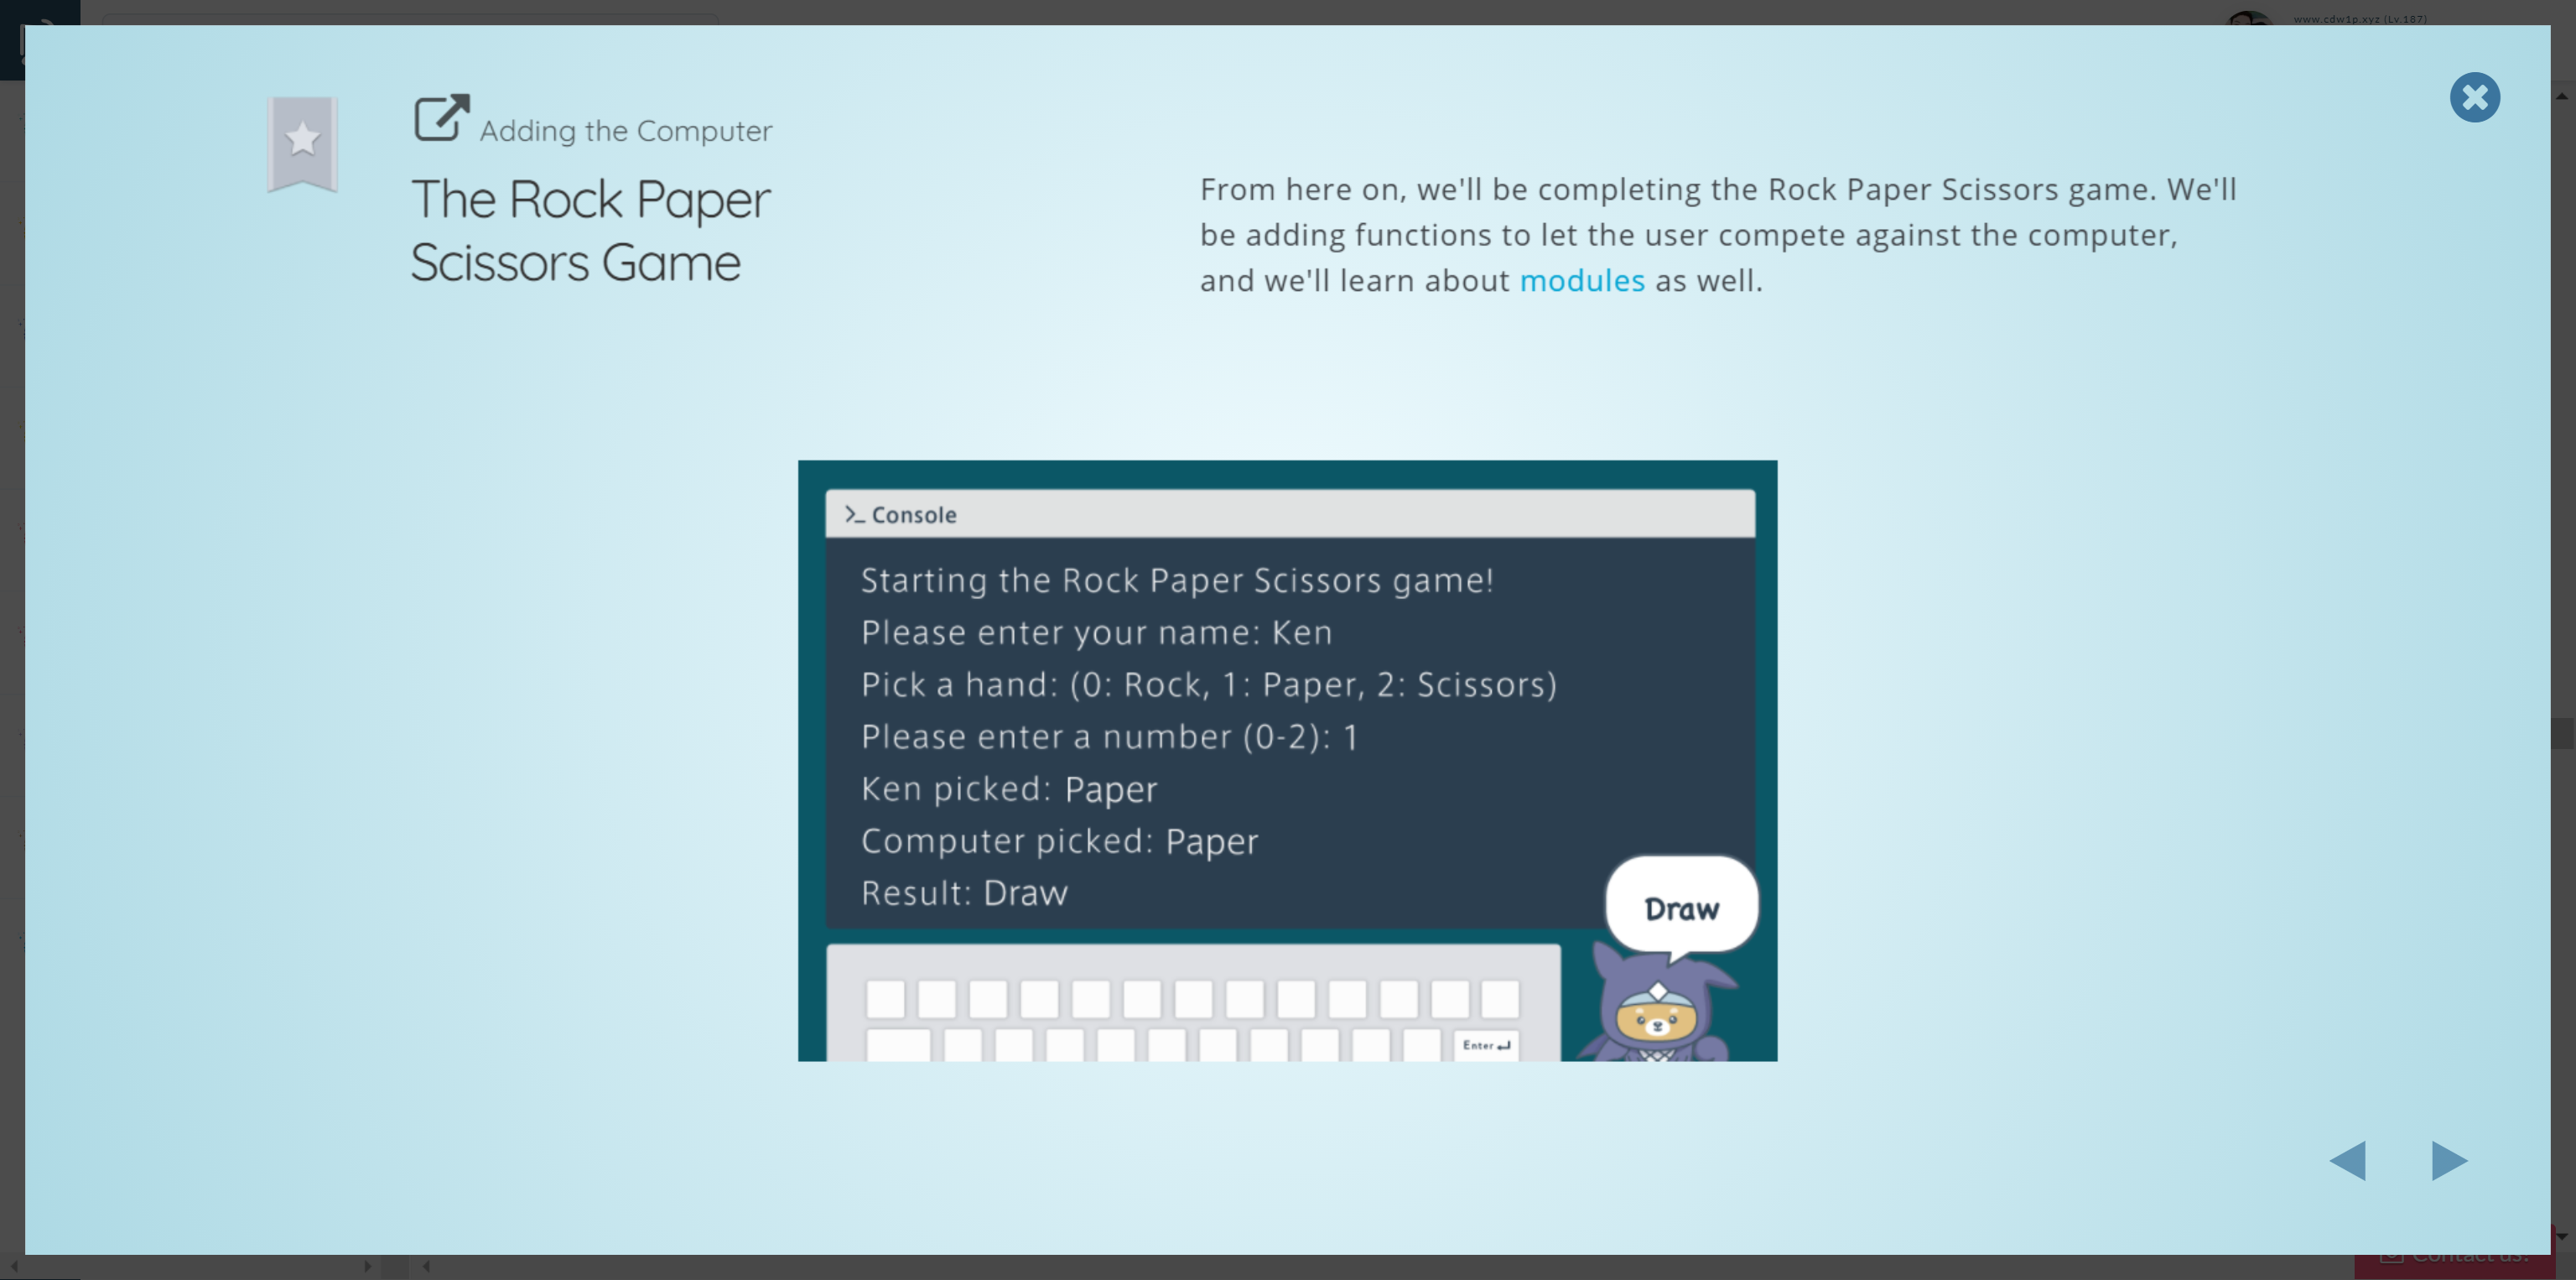 www.cdw1p.xyz (Lv.187)
Adding the Computer
The Rock Paper
Scissors Game
From here on, we'll be completing the Rock Paper Scissors game. We'll
be adding functions to let the user compete against the computer,
and we'll learn about modules as well.
>_ Console
Starting the Rock Paper Scissors game!
Please enter your name: Ken
Pick a hand: (0: Rock, 1: Paper, 2: Scissors)
Please enter a number (0-2): 1
Ken picked: Paper
Computer picked: Paper
Result: Draw
Draw
Enter
Contact us!